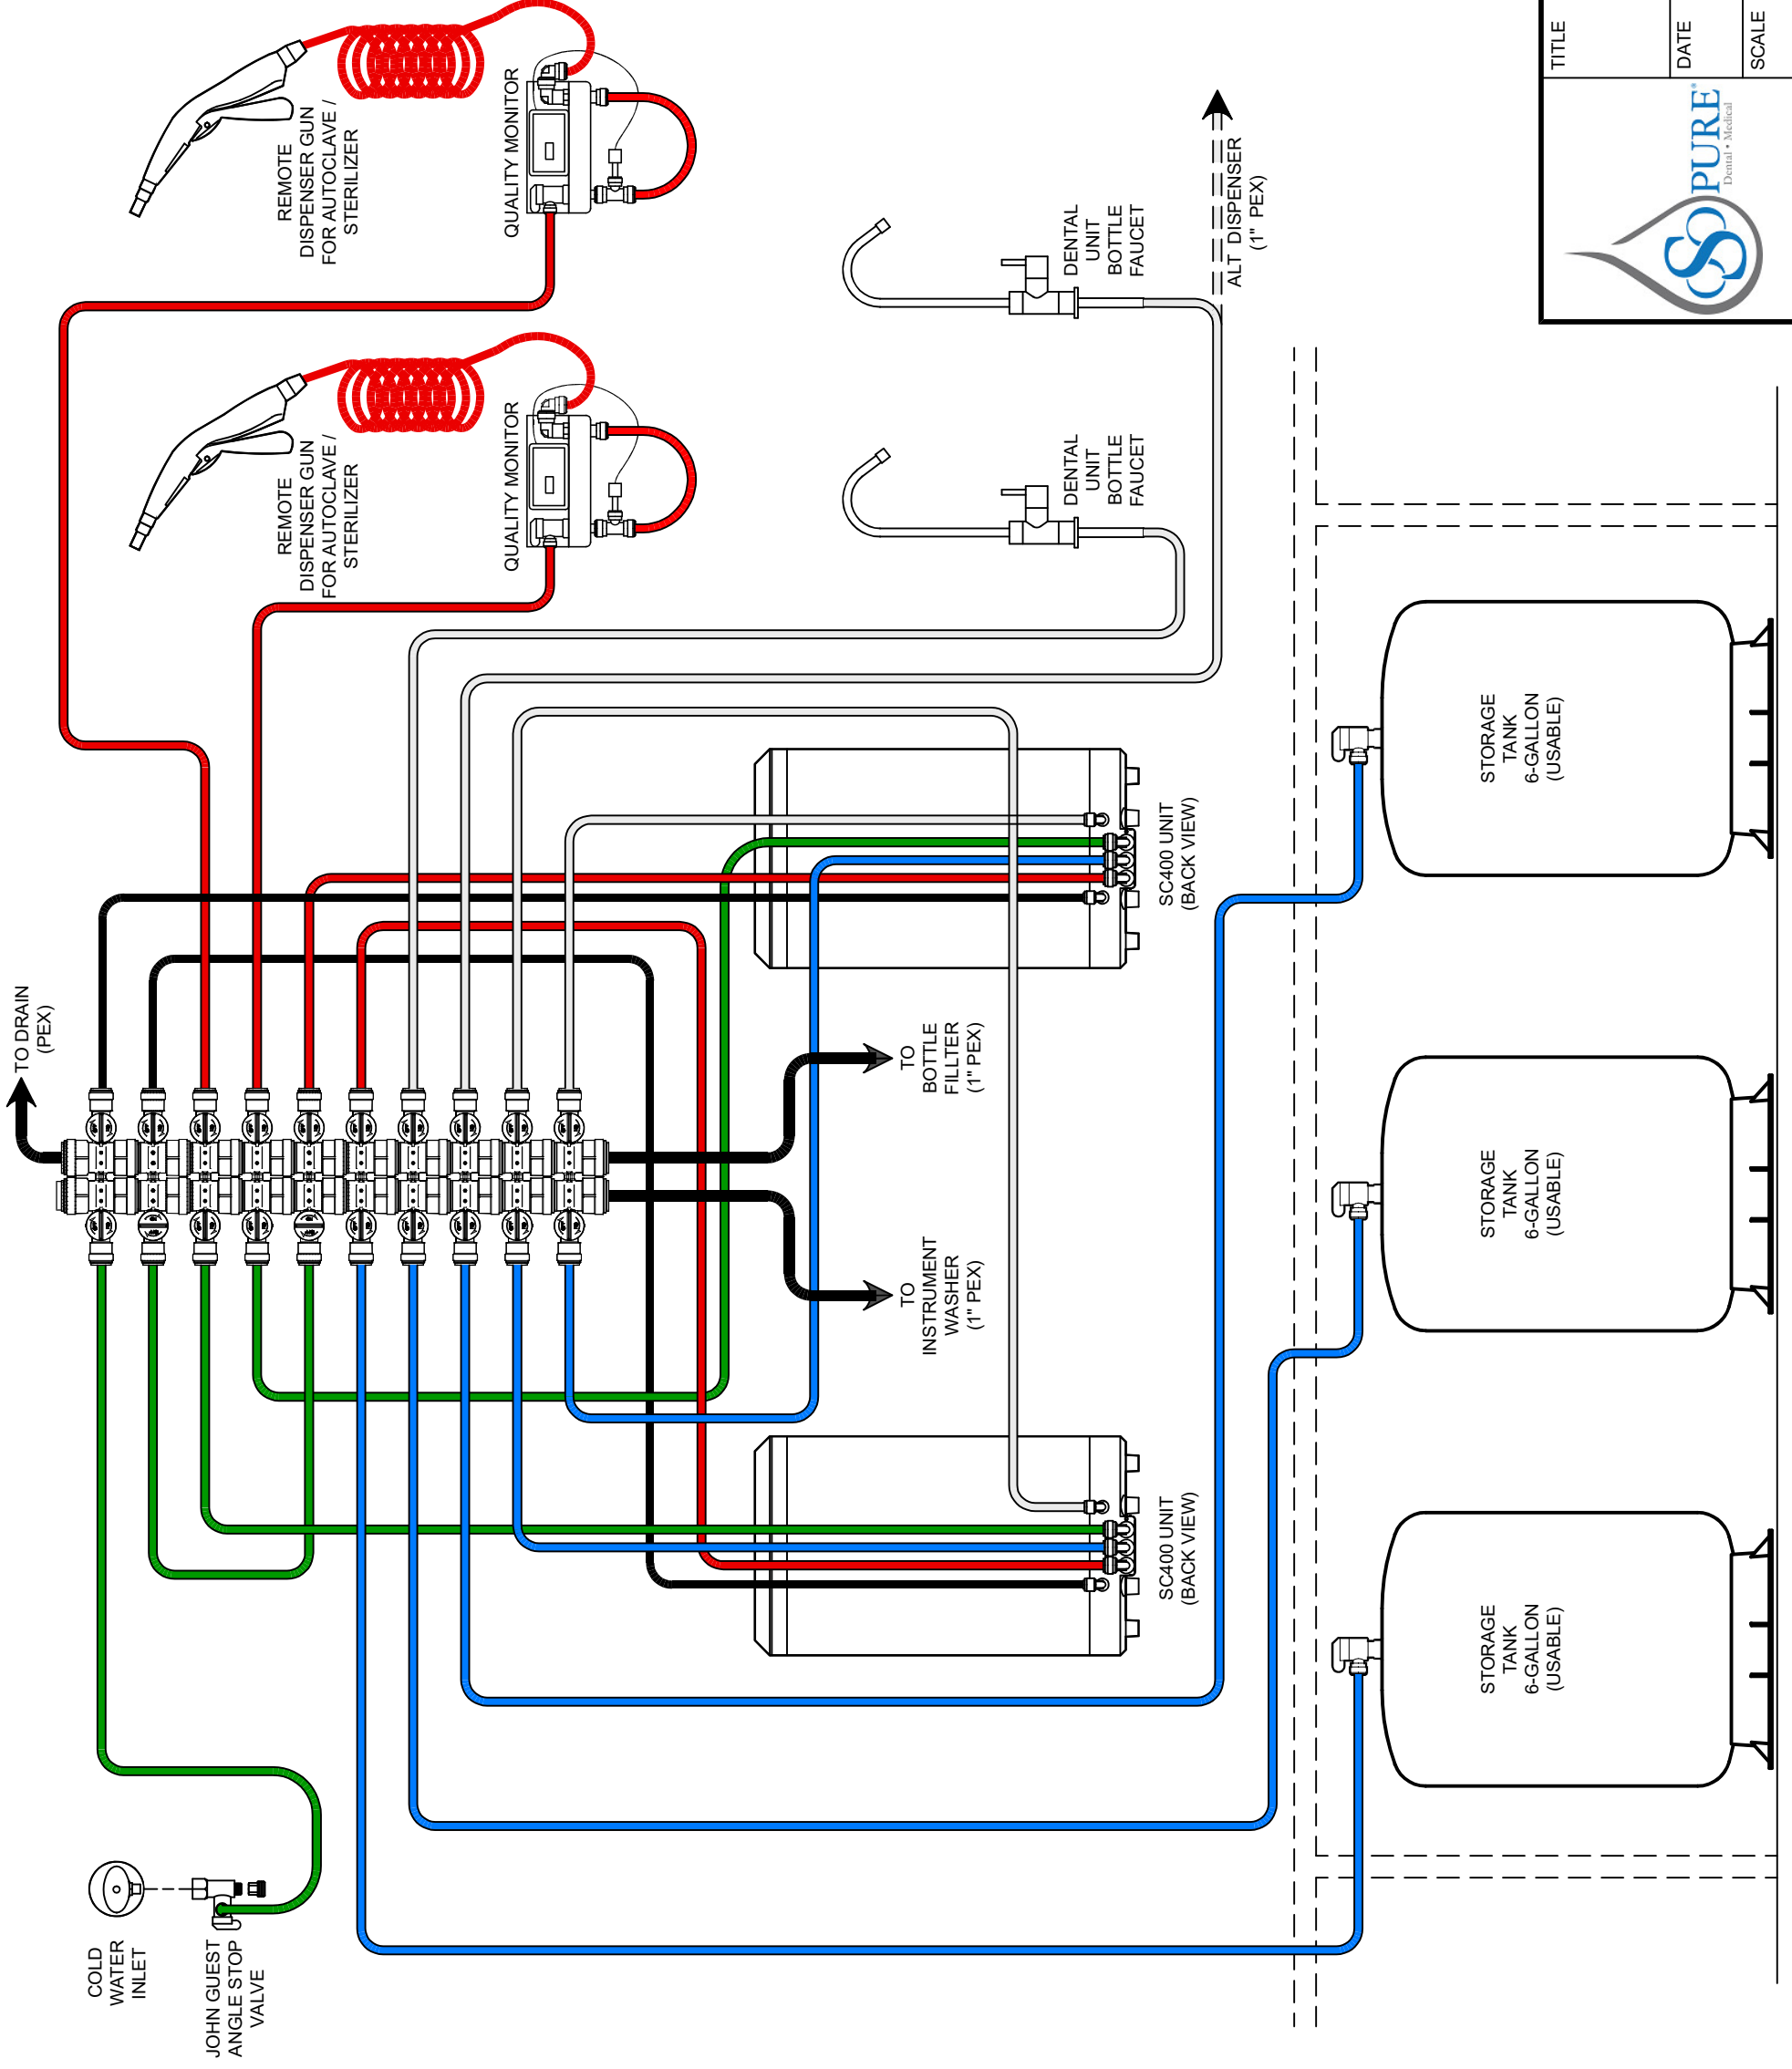 COLD
WATER
INLET
JOHN GUEST
ANGLE STOP
VALVE
TO DRAIN
(PEX)
REMOTE
DISPENSER GUN
FOR AUTOCLAVE /
STERILIZER
REMOTE
DISPENSER GUN
FOR AUTOCLAVE /
STERILIZER
QUALITY MONITOR
QUALITY MONITOR
TO
INSTRUMENT
WASHER
(1" PEX)
TO
BOTTLE
FILLTER
(1" PEX)
DENTAL
UNIT
BOTTLE
FAUCET
DENTAL
UNIT
BOTTLE
FAUCET
SC400 UNIT
(BACK VIEW)
SC400 UNIT
(BACK VIEW)
ALT DISPENSER
(1" PEX)
STORAGE
TANK
6-GALLON
(USABLE)
STORAGE
TANK
6-GALLON
(USABLE)
STORAGE
TANK
6-GALLON
(USABLE)
PURE®
Dental • Medical
TITLE
DATE
SCALE